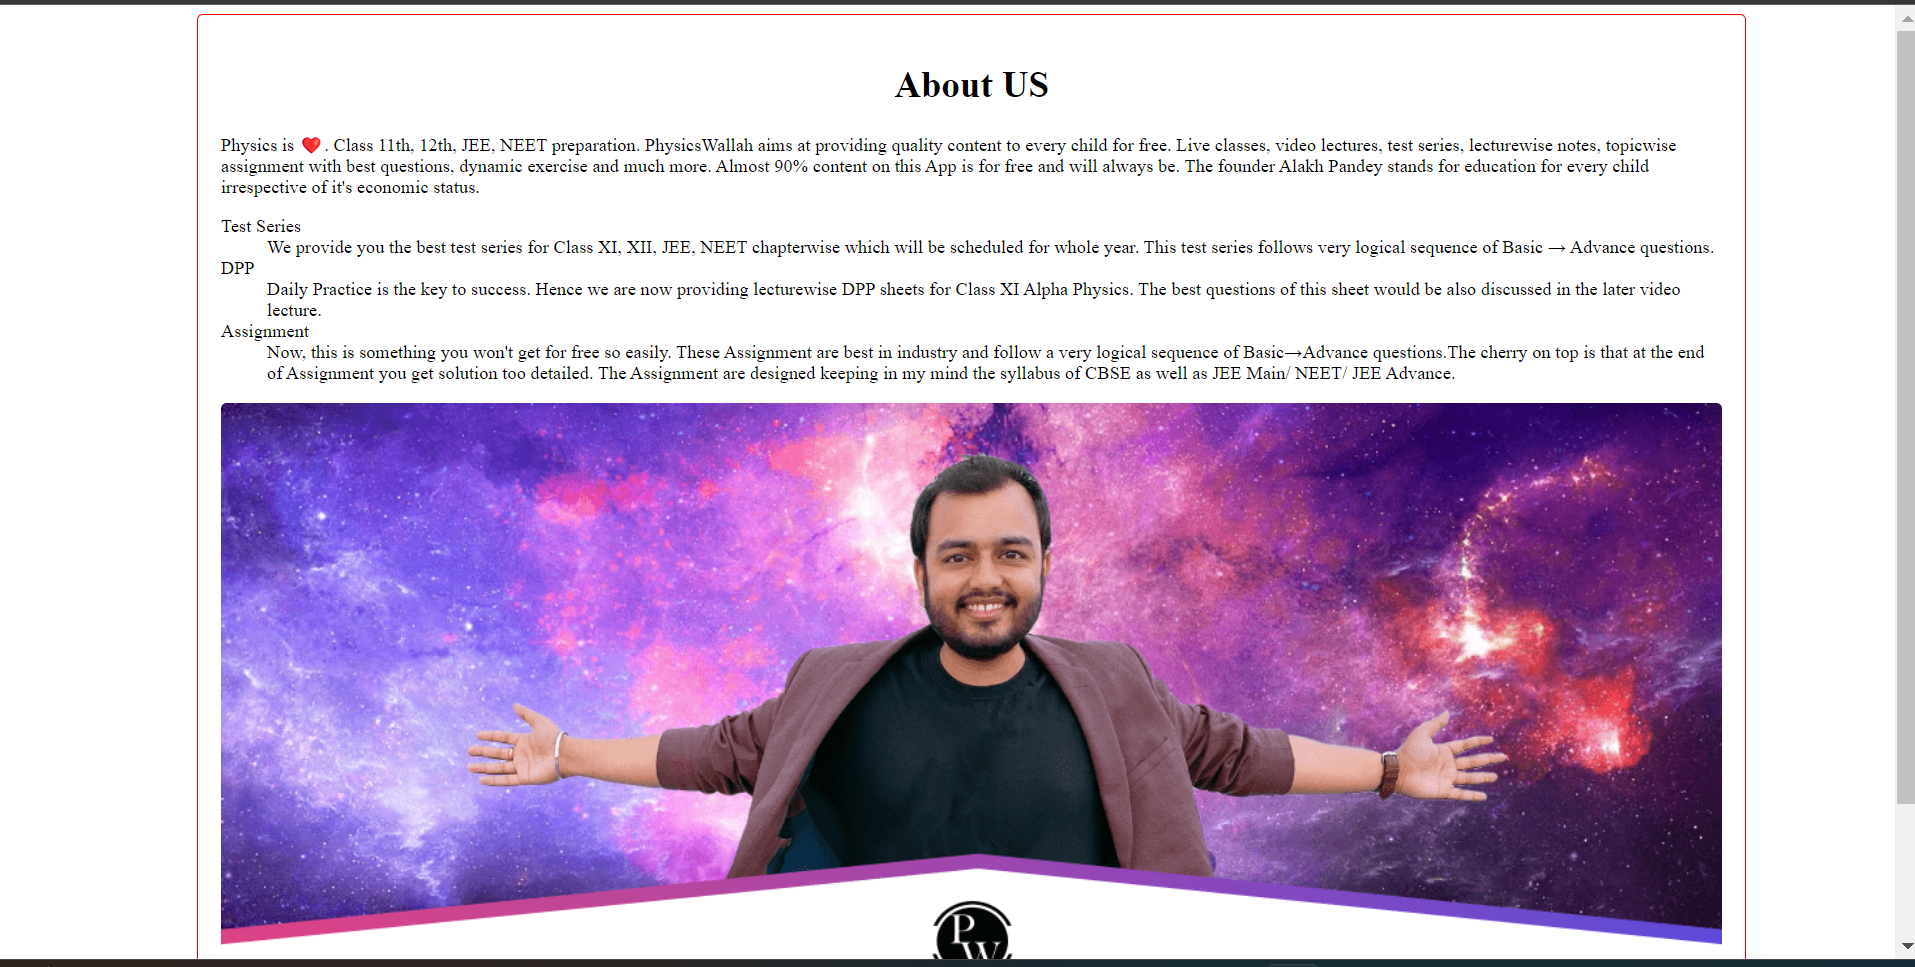 About US
Physics is ❤️ . Class 11th, 12th, JEE, NEET preparation. PhysicsWallah aims at providing quality content to every child for free. Live classes, video lectures, test series, lecturewise notes, topicwise
assignment with best questions, dynamic exercise and much more. Almost 90% content on this App is for free and will always be. The founder Alakh Pandey stands for education for every child
irrespective of it's economic status.
Test Series
We provide you the best test series for Class XI, XII, JEE, NEET chapterwise which will be scheduled for whole year. This test series follows very logical sequence of Basic → Advance questions.
DPP
Daily Practice is the key to success. Hence we are now providing lecturewise DPP sheets for Class XI Alpha Physics. The best questions of this sheet would be also discussed in the later video
lecture.
Assignment
Now, this is something you won't get for free so easily. These Assignment are best in industry and follow a very logical sequence of Basic→Advance questions.The cherry on top is that at the end
of Assignment you get solution too detailed. The Assignment are designed keeping in my mind the syllabus of CBSE as well as JEE Main/ NEET/ JEE Advance.
PW